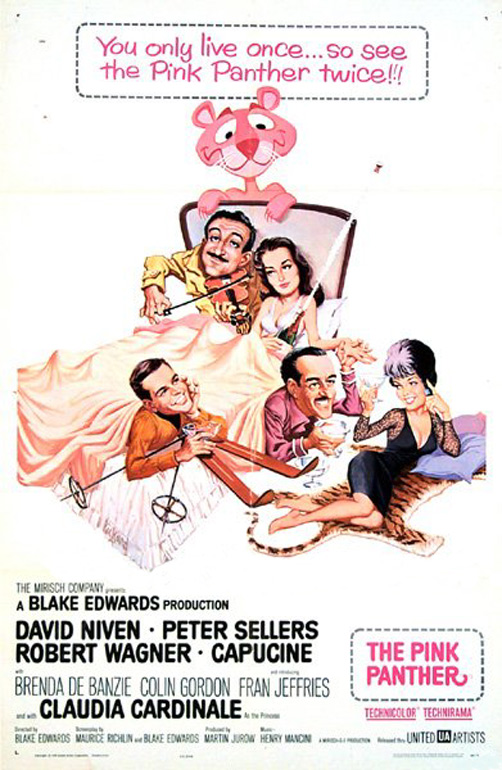 You only live once...so see
the Pink Panther twice!!!
THE MIRISCH COMPANY presents
A BLAKE EDWARDS PRODUCTION
DAVID NIVEN · PETER SELLERS
ROBERT WAGNER · CAPUCINE
with and introducing
BRENDA DE BANZIE COLIN GORDON FRAN JEFFRIES
and with CLAUDIA CARDINALE As the Princess
Directed by BLAKE EDWARDS Screenplay by MAURICE RICHLIN and BLAKE EDWARDS Produced by MARTIN JUROW Music- HENRY MANCINI A MIRISCH-G-E PRODUCTION Released thru UNITED UA ARTISTS
THE PINK
PANTHER
TECHNICOLOR® TECHNIRAMA®